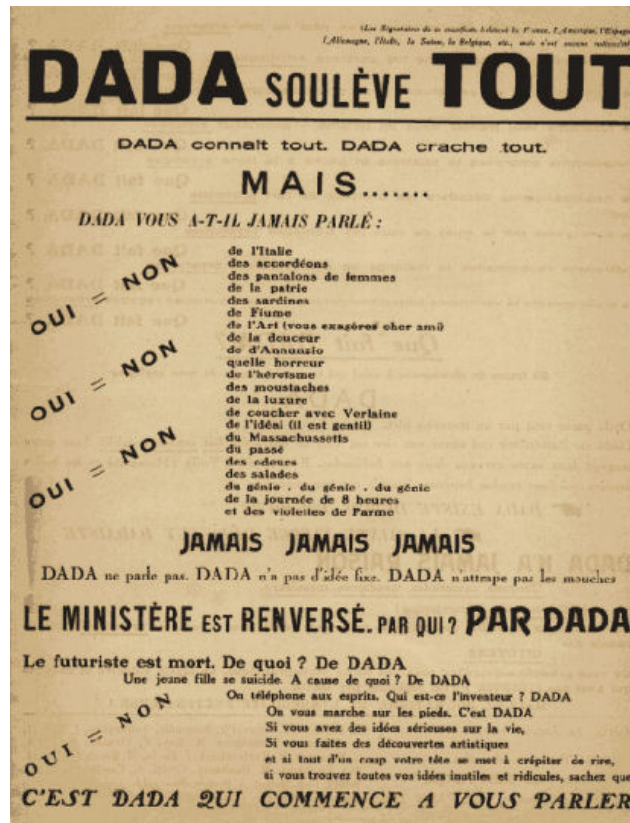 (Les Signataires de ce manifeste habitent la France, l'Amérique, l'Espagne
l'Allemagne, l'Italie, la Suisse, la Belgique, etc., mais n'ont aucune
DADA SOULÈVE TOUT
DADA connaît tout. DADA crache tout.
MAIS.......
DADA VOUS A-T-IL JAMAIS PARLÉ :
de l'Italie
des accordéons
des pantalons de femmes
de la patrie
des sardines
de Fiume
de l'Art (vous exagérez cher ami)
de la douceur
de d'Annunzio
quelle horreur
de l'héroïsme
des moustaches
de la luxure
de coucher avec Verlaine
de l'idéal (il est gentil)
du Massachussetts
du passé
des odeurs
des salades
du génie . du génie . du génie
de la journée de 8 heures
et des violettes de Parme
OUI = NON
OUI = NON
OUI = NON
JAMAIS JAMAIS JAMAIS
DADA ne parle pas. DADA n'a pas d'idée fixe. DADA n'attrape pas les mouches
LE MINISTÈRE EST RENVERSÉ. PAR QUI ? PAR DADA
Le futuriste est mort. De quoi ? De DADA
Une jeune fille se suicide. A cause de quoi ? De DADA
On téléphone aux esprits. Qui est-ce l'inventeur ? DADA
On vous marche sur les pieds. C'est DADA
Si vous avez des idées sérieuses sur la vie,
Si vous faites des découvertes artistiques
et si tout d'un coup votre tête se met à crépiter de rire,
si vous trouvez toutes vos idées inutiles et ridicules, sachez que
OUI = NON
C'EST DADA QUI COMMENCE A VOUS PARLER